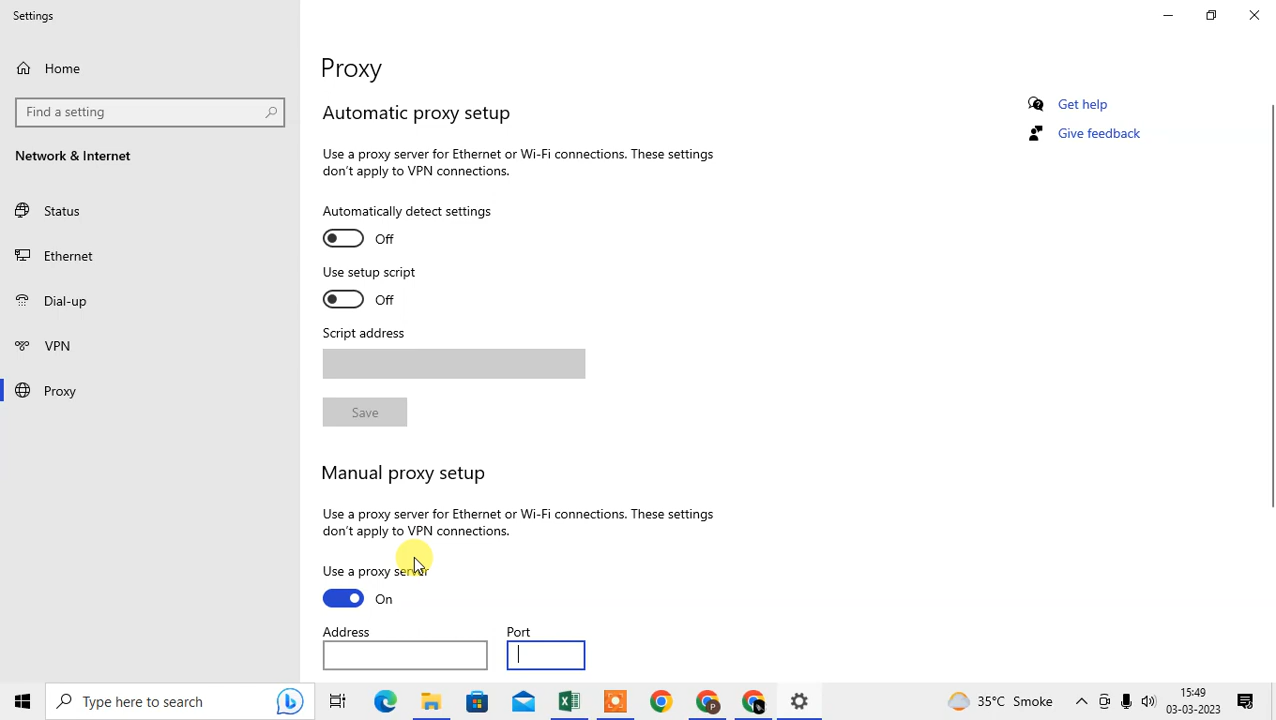 Settings
Home
Find a setting
Network & Internet
Status
Ethernet
Dial-up
VPN
Proxy
Proxy
Automatic proxy setup
Use a proxy server for Ethernet or Wi-Fi connections. These settings
don't apply to VPN connections.
Automatically detect settings
Off
Use setup script
Off
Script address
Save
Manual proxy setup
Use a proxy server for Ethernet or Wi-Fi connections. These settings
don't apply to VPN connections.
Use a proxy server
On
Address Port
Get help
Give feedback
Type here to search
35°C Smoke
15:49
03-03-2023